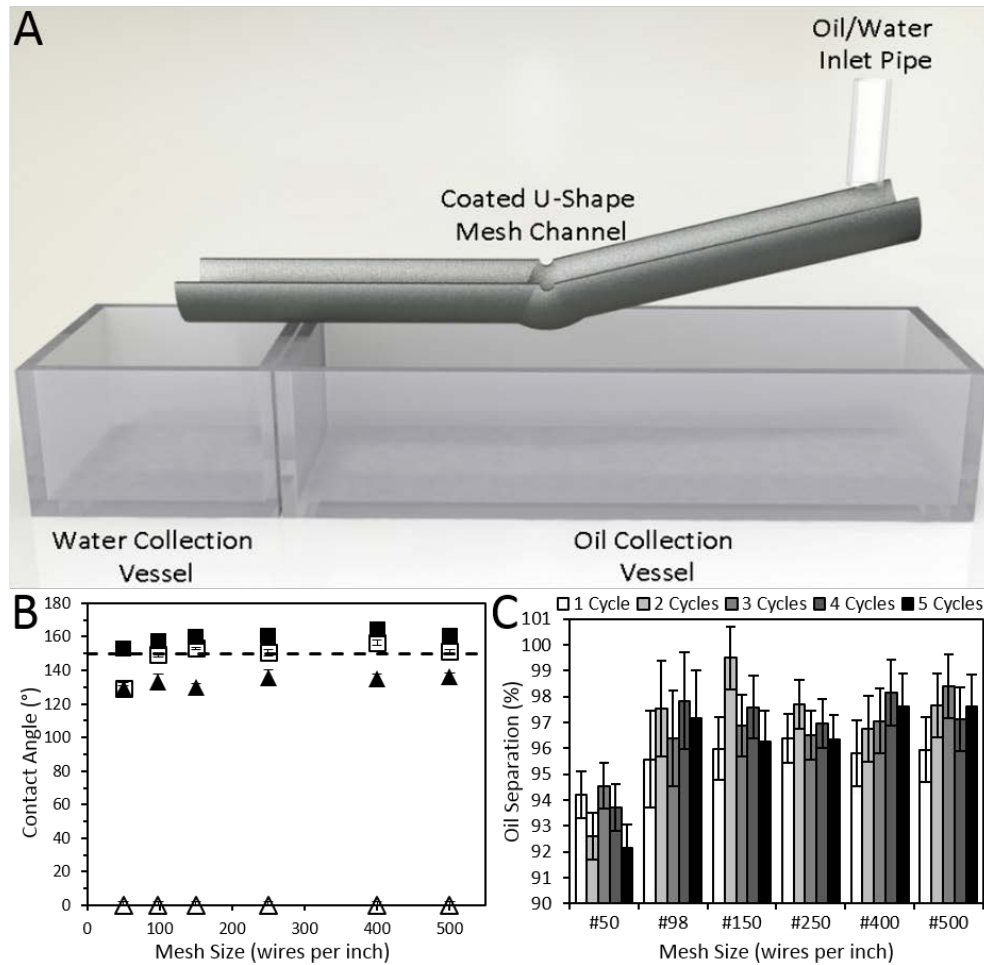 A
Oil/Water
Inlet Pipe
Coated U-Shape
Mesh Channel
Water Collection
Vessel
Oil Collection
Vessel
B
180
160
140
120
100
80
60
40
20
0
Contact Angle (°)
0 100 200 300 400 500
Mesh Size (wires per inch)
C
1 Cycle 2 Cycles 3 Cycles 4 Cycles 5 Cycles
101
100
99
98
97
96
95
94
93
92
91
90
Oil Separation (%)
#50 #98 #150 #250 #400 #500
Mesh Size (wires per inch)